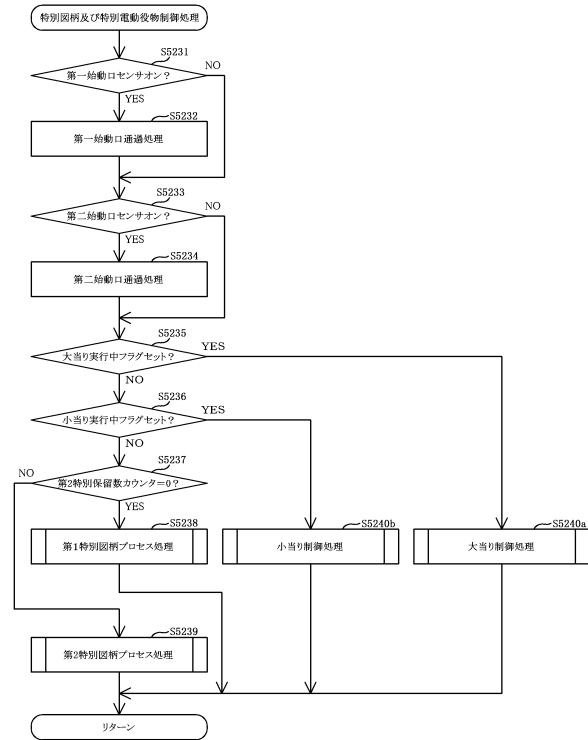 特別図柄及び特別電動役物制御処理
S5231
第一始動口センサオン？
NO
YES
S5232
第一始動口通過処理
S5233
第二始動口センサオン？
NO
YES
S5234
第二始動口通過処理
S5235
大当り実行中フラグセット？
YES
NO
S5236
小当り実行中フラグセット？
YES
NO
S5237
NO
第2特別保留数カウンタ=0？
YES
S5238
第1特別図柄プロセス処理
S5240b
小当り制御処理
S5240a
大当り制御処理
S5239
第2特別図柄プロセス処理
リターン